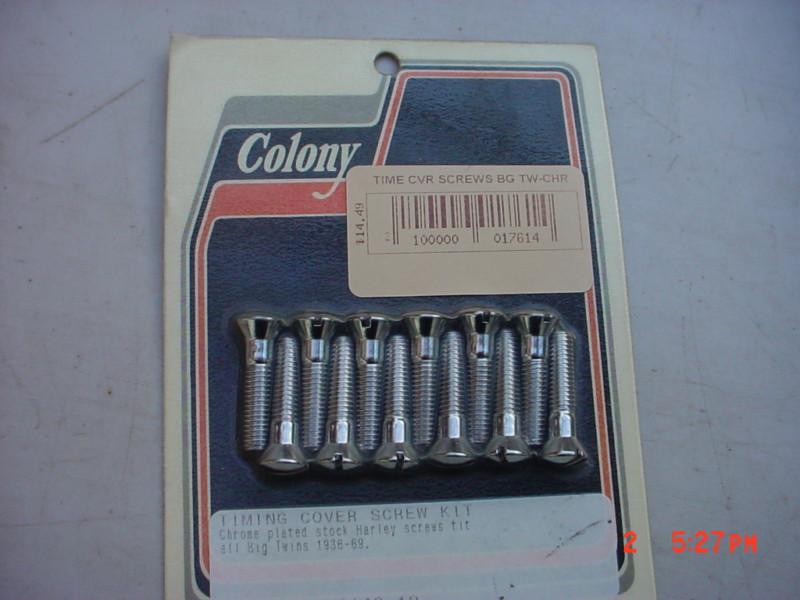 Colony
TIME CVR SCREWS BG TW-CHR
$14.49
100000 017614
TIMING COVER SCREW KIT
Chrome plated stock Harley screws fit
all Big Twins 1936-69.
2 5:27PM